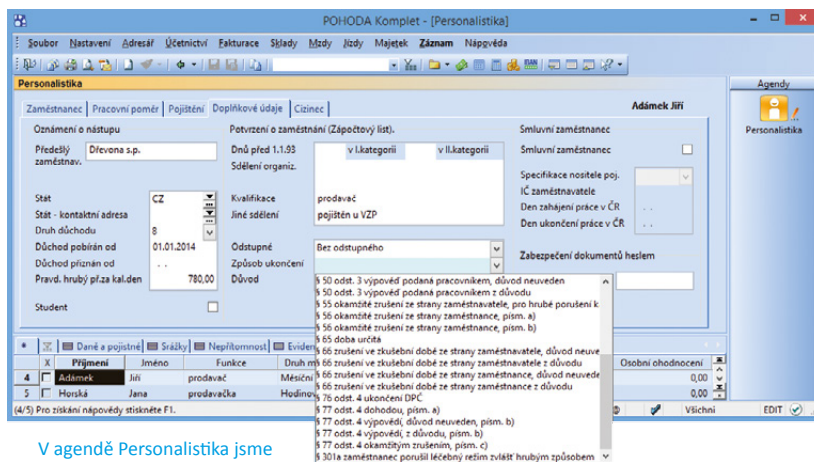 POHODA Komplet - [Personalistika]
Soubor Nastavení Adresář Účetnictví Fakturace Sklady Mzdy Jízdy Majetek Záznam Nápověda
Personalistika
Agendy
Zaměstnanec Pracovní poměr Pojištění Doplňkové údaje Cizinec
Adámek Jiří
Personalistika
Oznámení o nástupu Potvrzení o zaměstnání (Zápočtový list). Smluvní zaměstnanec
Předešlý zaměstnav. Dřevona s.p. Dnů před 1.1.93 v I.kategorii v II.kategorii Smluvní zaměstnanec
Sdělení organiz.
Specifikace nositele poj.
IČ zaměstnavatele
Stát CZ Kvalifikace prodavač Den zahájení práce v ČR . .
Stát - kontaktní adresa Jiné sdělení pojištěn u VZP Den ukončení práce v ČR . .
Druh důchodu 8
Důchod pobírán od 01.01.2014 Odstupné Bez odstupného
Důchod přiznán od . . Způsob ukončení Zabezpečení dokumentů heslem
Pravd. hrubý př.za kal.den 780,00 Důvod
Student
§ 50 odst. 3 výpověď podaná pracovníkem, důvod neuveden
§ 50 odst. 3 výpověď podaná pracovníkem z důvodu
§ 55 okamžité zrušení ze strany zaměstnavatele, pro hrubé porušení k
§ 56 okamžité zrušení ze strany zaměstnance, písm. a)
§ 56 okamžité zrušení ze strany zaměstnance, písm. b)
§ 65 doba určitá
§ 66 zrušení ve zkušební době ze strany zaměstnavatele, důvod neuve
§ 66 zrušení ve zkušební době ze strany zaměstnavatele z důvodu
§ 66 zrušení ve zkušební době ze strany zaměstnance, důvod neuvede
§ 66 zrušení ve zkušební době ze strany zaměstnance z důvodu
§ 76 odst. 4 ukončení DPČ
§ 77 odst. 4 dohodou, písm. a)
§ 77 odst. 4 výpovědí, důvod neuveden, písm. b)
§ 77 odst. 4 výpovědí, z důvodu, písm. b)
§ 77 odst. 4 okamžitým zrušením, písm. c)
§ 301a zaměstnanec porušil léčebný režim zvlášť hrubým způsobem
* Daně a pojistné Srážky Nepřítomnost Eviden
X Příjmení Jméno Funkce Druh m Osobní ohodnocení
4 Adámek Jiří prodavač Měsíční 0,00
5 Horská Jana prodavačka Hodinov 0,00
(4/5) Pro získání nápovědy stiskněte F1. Všichni EDIT
V agendě Personalistika jsme